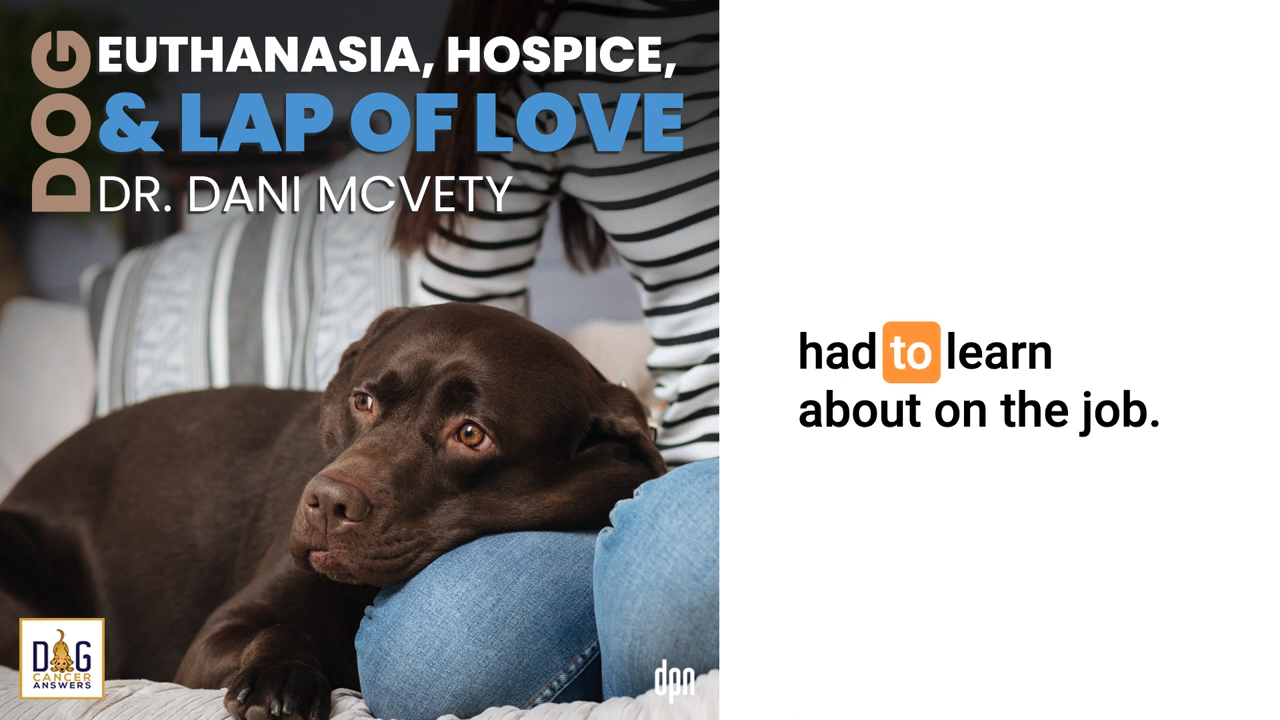 DOG
EUTHANASIA, HOSPICE,
& LAP OF LOVE
DR. DANI MCVETY
had to learn
about on the job.
DOG
CANCER
ANSWERS
dpn